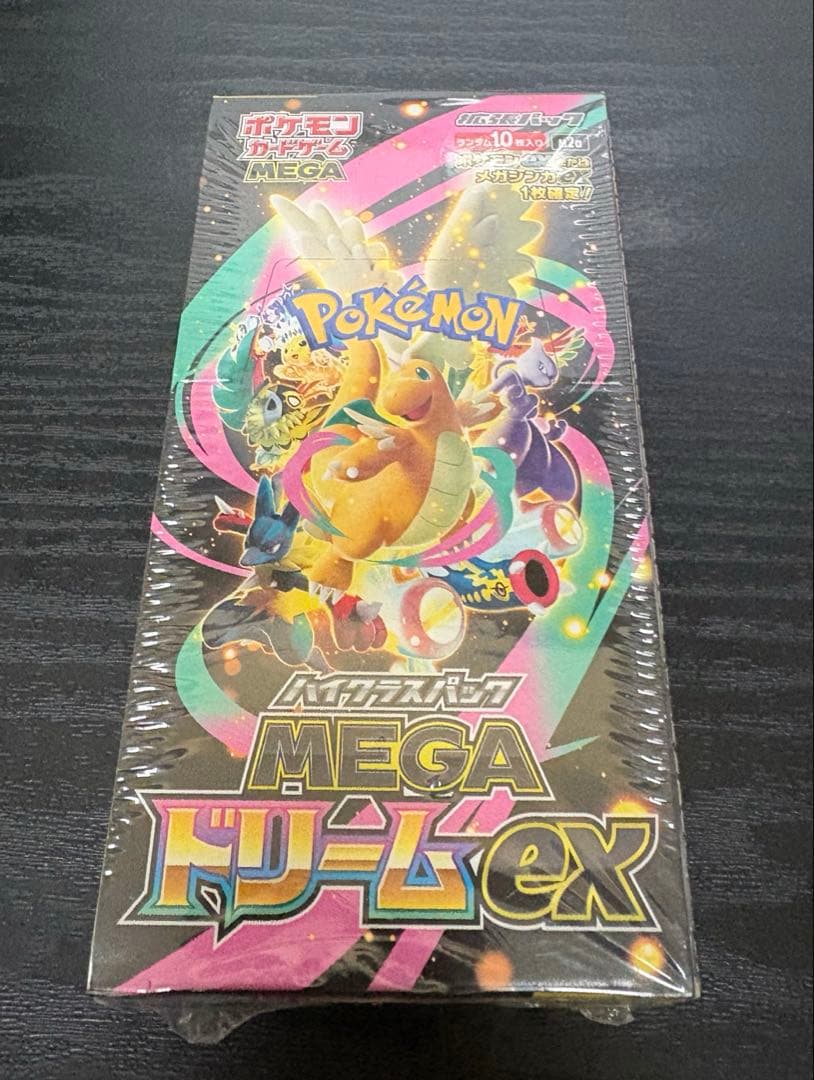 ポケモン
カードゲーム
MEGA
拡張パック
ランダム10枚入り
M2a
メガシンカex
1枚確定!
POKéMON
ハイクラスパック
MEGA
ドリームex